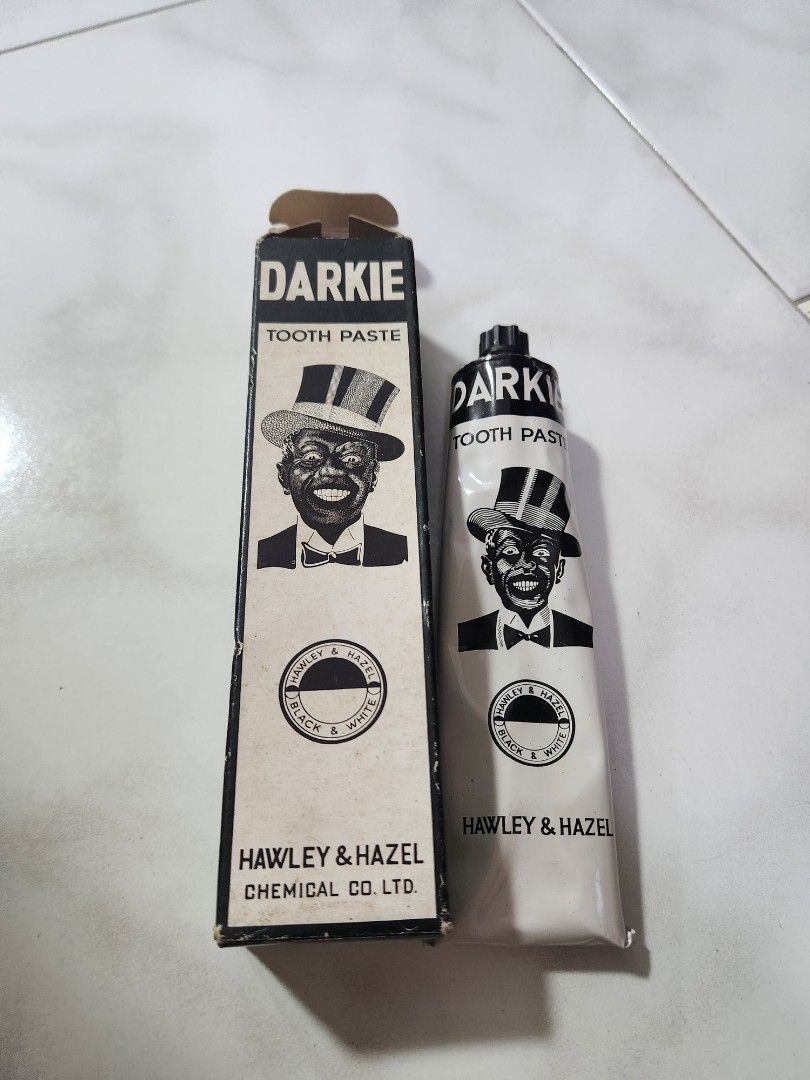 DARKIE
TOOTH PASTE
HAWLEY & HAZEL
BLACK & WHITE
HAWLEY & HAZEL
CHEMICAL CO. LTD.
DARKIE
TOOTH PASTE
HAWLEY & HAZEL
BLACK & WHITE
HAWLEY & HAZEL